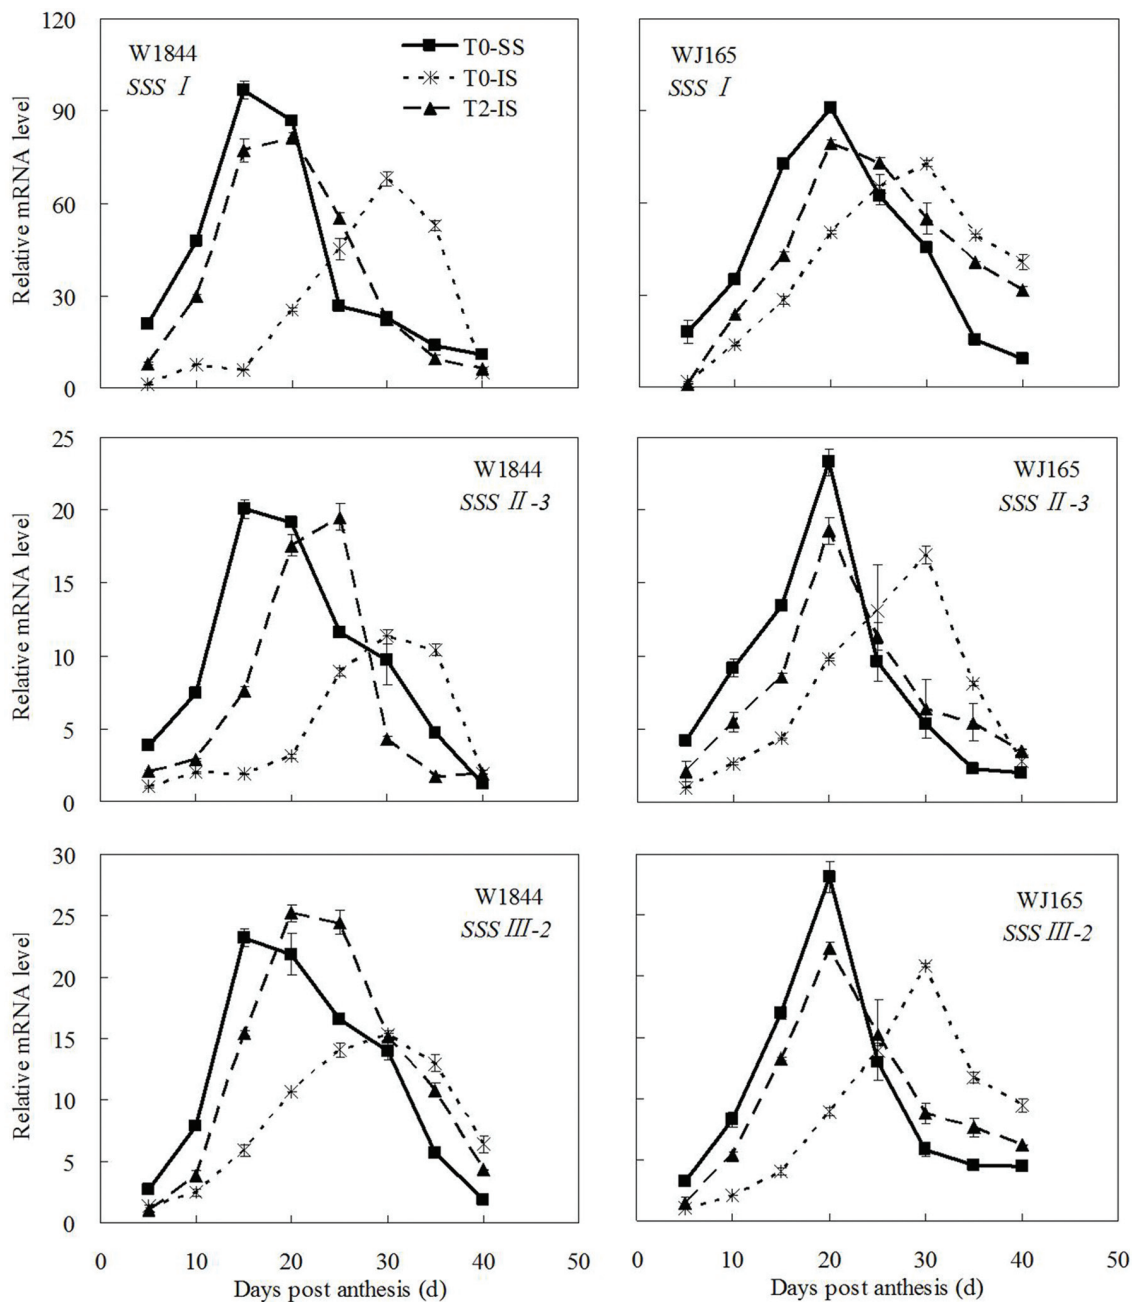 120
90
60
30
0
Relative mRNA level
W1844
SSS Ⅰ
T0-SS
T0-IS
T2-IS
WJ165
SSS Ⅰ
25
20
15
10
5
0
Relative mRNA level
W1844
SSS Ⅱ-3
WJ165
SSS Ⅱ-3
30
25
20
15
10
5
0
Relative mRNA level
W1844
SSS Ⅲ-2
WJ165
SSS Ⅲ-2
0 10 20 30 40 50
0 10 20 30 40 50
Days post anthesis (d)
Days post anthesis (d)